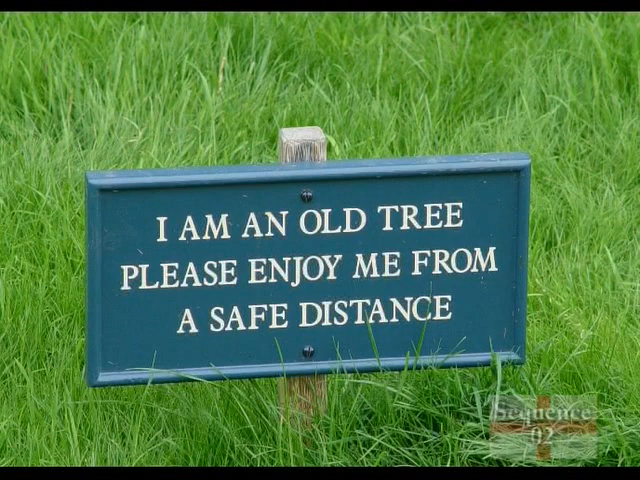 I AM AN OLD TREE
PLEASE ENJOY ME FROM
A SAFE DISTANCE
Sequence
02